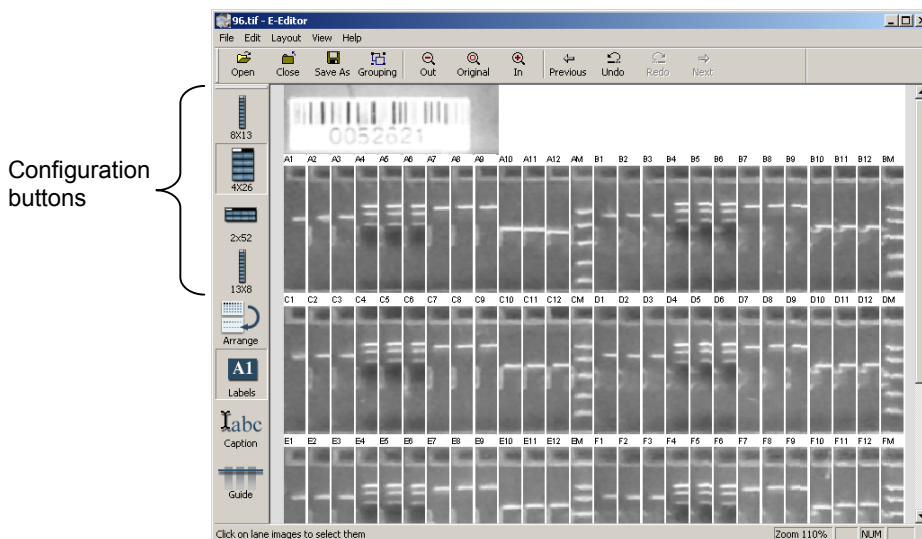 96.tif - E-Editor
File Edit Layout View Help
Open Close Save As Grouping Out Original In Previous Undo Redo Next
Configuration
buttons
8X13
4X26
2x52
13X8
Arrange
A1
Labels
abc
Caption
Guide
0052621
A1 A2 A3 A4 A5 A6 A7 A8 A9 A10 A11 A12 AM B1 B2 B3 B4 B5 B6 B7 B8 B9 B10 B11 B12 BM
C1 C2 C3 C4 C5 C6 C7 C8 C9 C10 C11 C12 CM D1 D2 D3 D4 D5 D6 D7 D8 D9 D10 D11 D12 DM
E1 E2 E3 E4 E5 E6 E7 E8 E9 E10 E11 E12 EM F1 F2 F3 F4 F5 F6 F7 F8 F9 F10 F11 F12 FM
Click on lane images to select them
Zoom 110% NUM